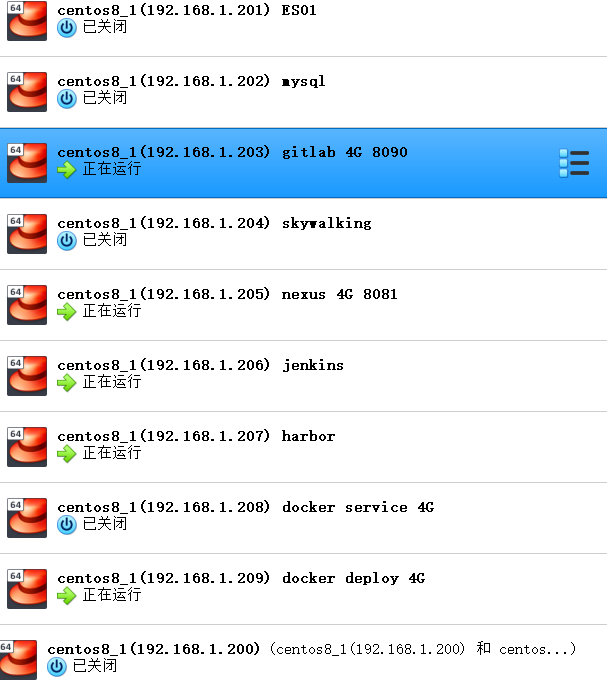 64
centos8_1(192.168.1.201) ES01
已关闭
64
centos8_1(192.168.1.202) mysql
已关闭
64
centos8_1(192.168.1.203) gitlab 4G 8090
正在运行
64
centos8_1(192.168.1.204) skywalking
已关闭
64
centos8_1(192.168.1.205) nexus 4G 8081
正在运行
64
centos8_1(192.168.1.206) jenkins
正在运行
64
centos8_1(192.168.1.207) harbor
正在运行
64
centos8_1(192.168.1.208) docker service 4G
已关闭
64
centos8_1(192.168.1.209) docker deploy 4G
正在运行
64
centos8_1(192.168.1.200) (centos8_1(192.168.1.200) 和 centos...)
已关闭